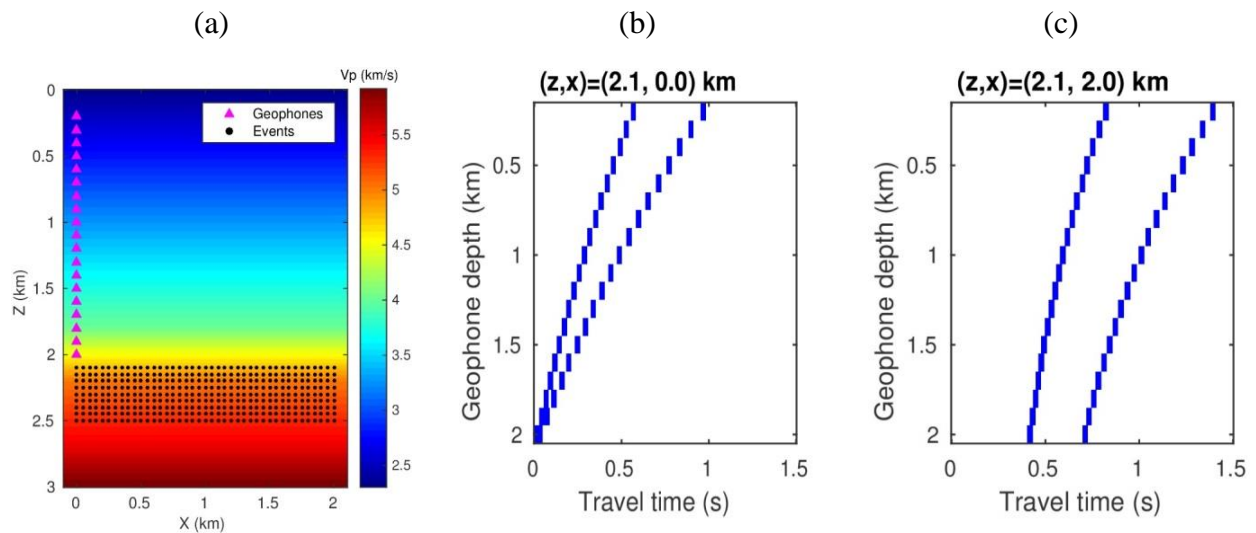 (a)
(b)
(c)
Vp (km/s)
Geophones
Events
0
0.5
1
1.5
2
2.5
3
Z (km)
0 0.5 1 1.5 2
X (km)
5.5
5
4.5
4
3.5
3
2.5
(z,x)=(2.1, 0.0) km
0.5
1
1.5
2
Geophone depth (km)
0 0.5 1 1.5
Travel time (s)
(z,x)=(2.1, 2.0) km
0.5
1
1.5
2
Geophone depth (km)
0 0.5 1 1.5
Travel time (s)